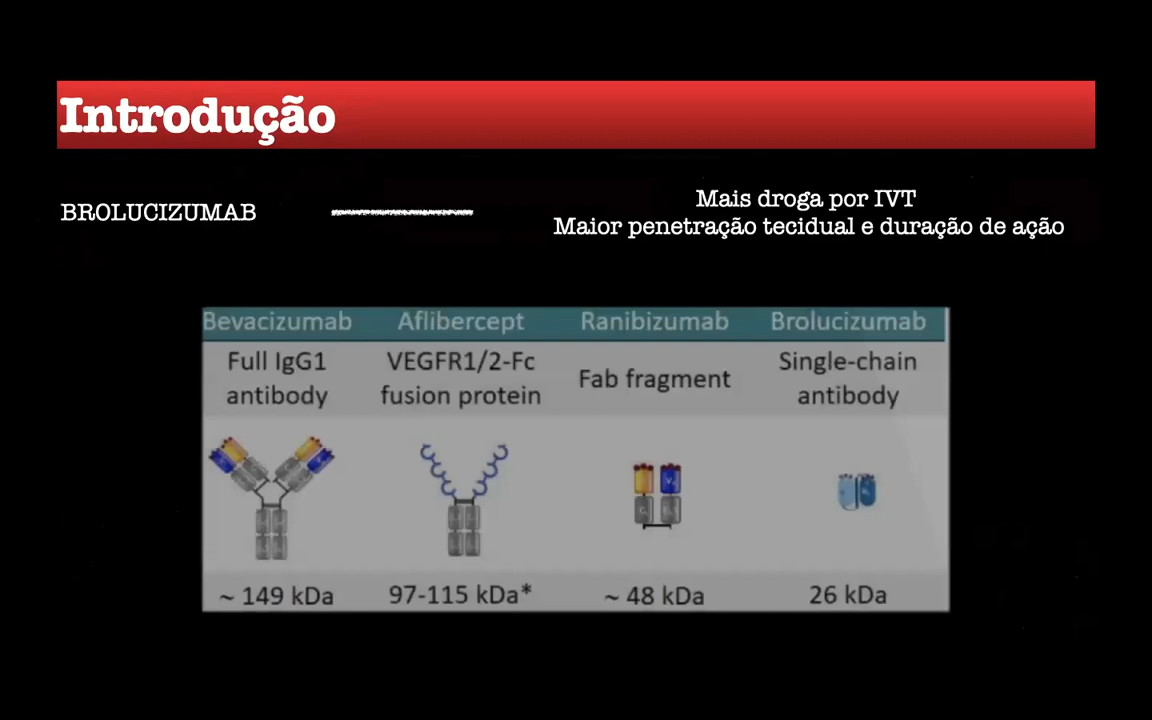 Introdução
BROLUCIZUMAB
Mais droga por IVT
Maior penetração tecidual e duração de ação
Bevacizumab Aflibercept Ranibizumab Brolucizumab
Full IgG1 antibody
VEGFR1/2-Fc fusion protein
Fab fragment
Single-chain antibody
~ 149 kDa 97-115 kDa* ~ 48 kDa 26 kDa